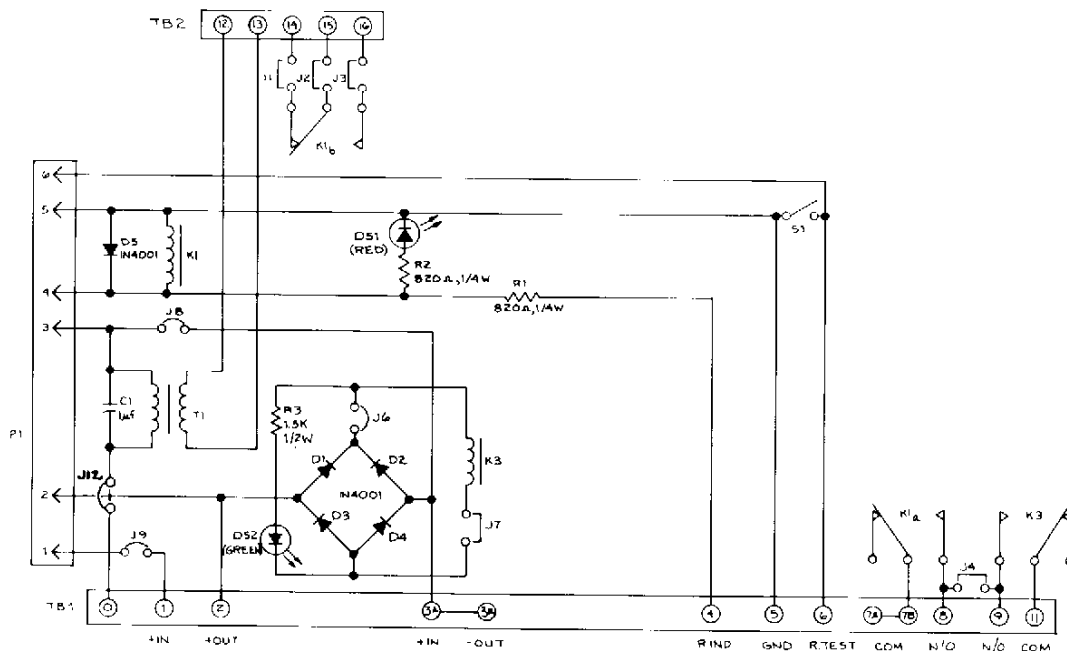 TB2 12 13 14 15 16
J1 J2 J3
K1b
6
5
D5
1N4001
K1
DS1
(RED)
R2
820Ω, 1/4W
R1
820Ω, 1/4W
S1
4
3
J8
C1
1μf
T1
P1
R3
1.5K
1/2W
J6
K3
J12
2
D1 D2
1N4001
D3 D4
J7
DS2
(GREEN)
K1a
K3
J4
1
J9
TB1 0 1 2 3A 3B 4 5 6 7A 7B 8 9 11
+IN +OUT +IN -OUT R IND GND R.TEST COM N/O N/O COM